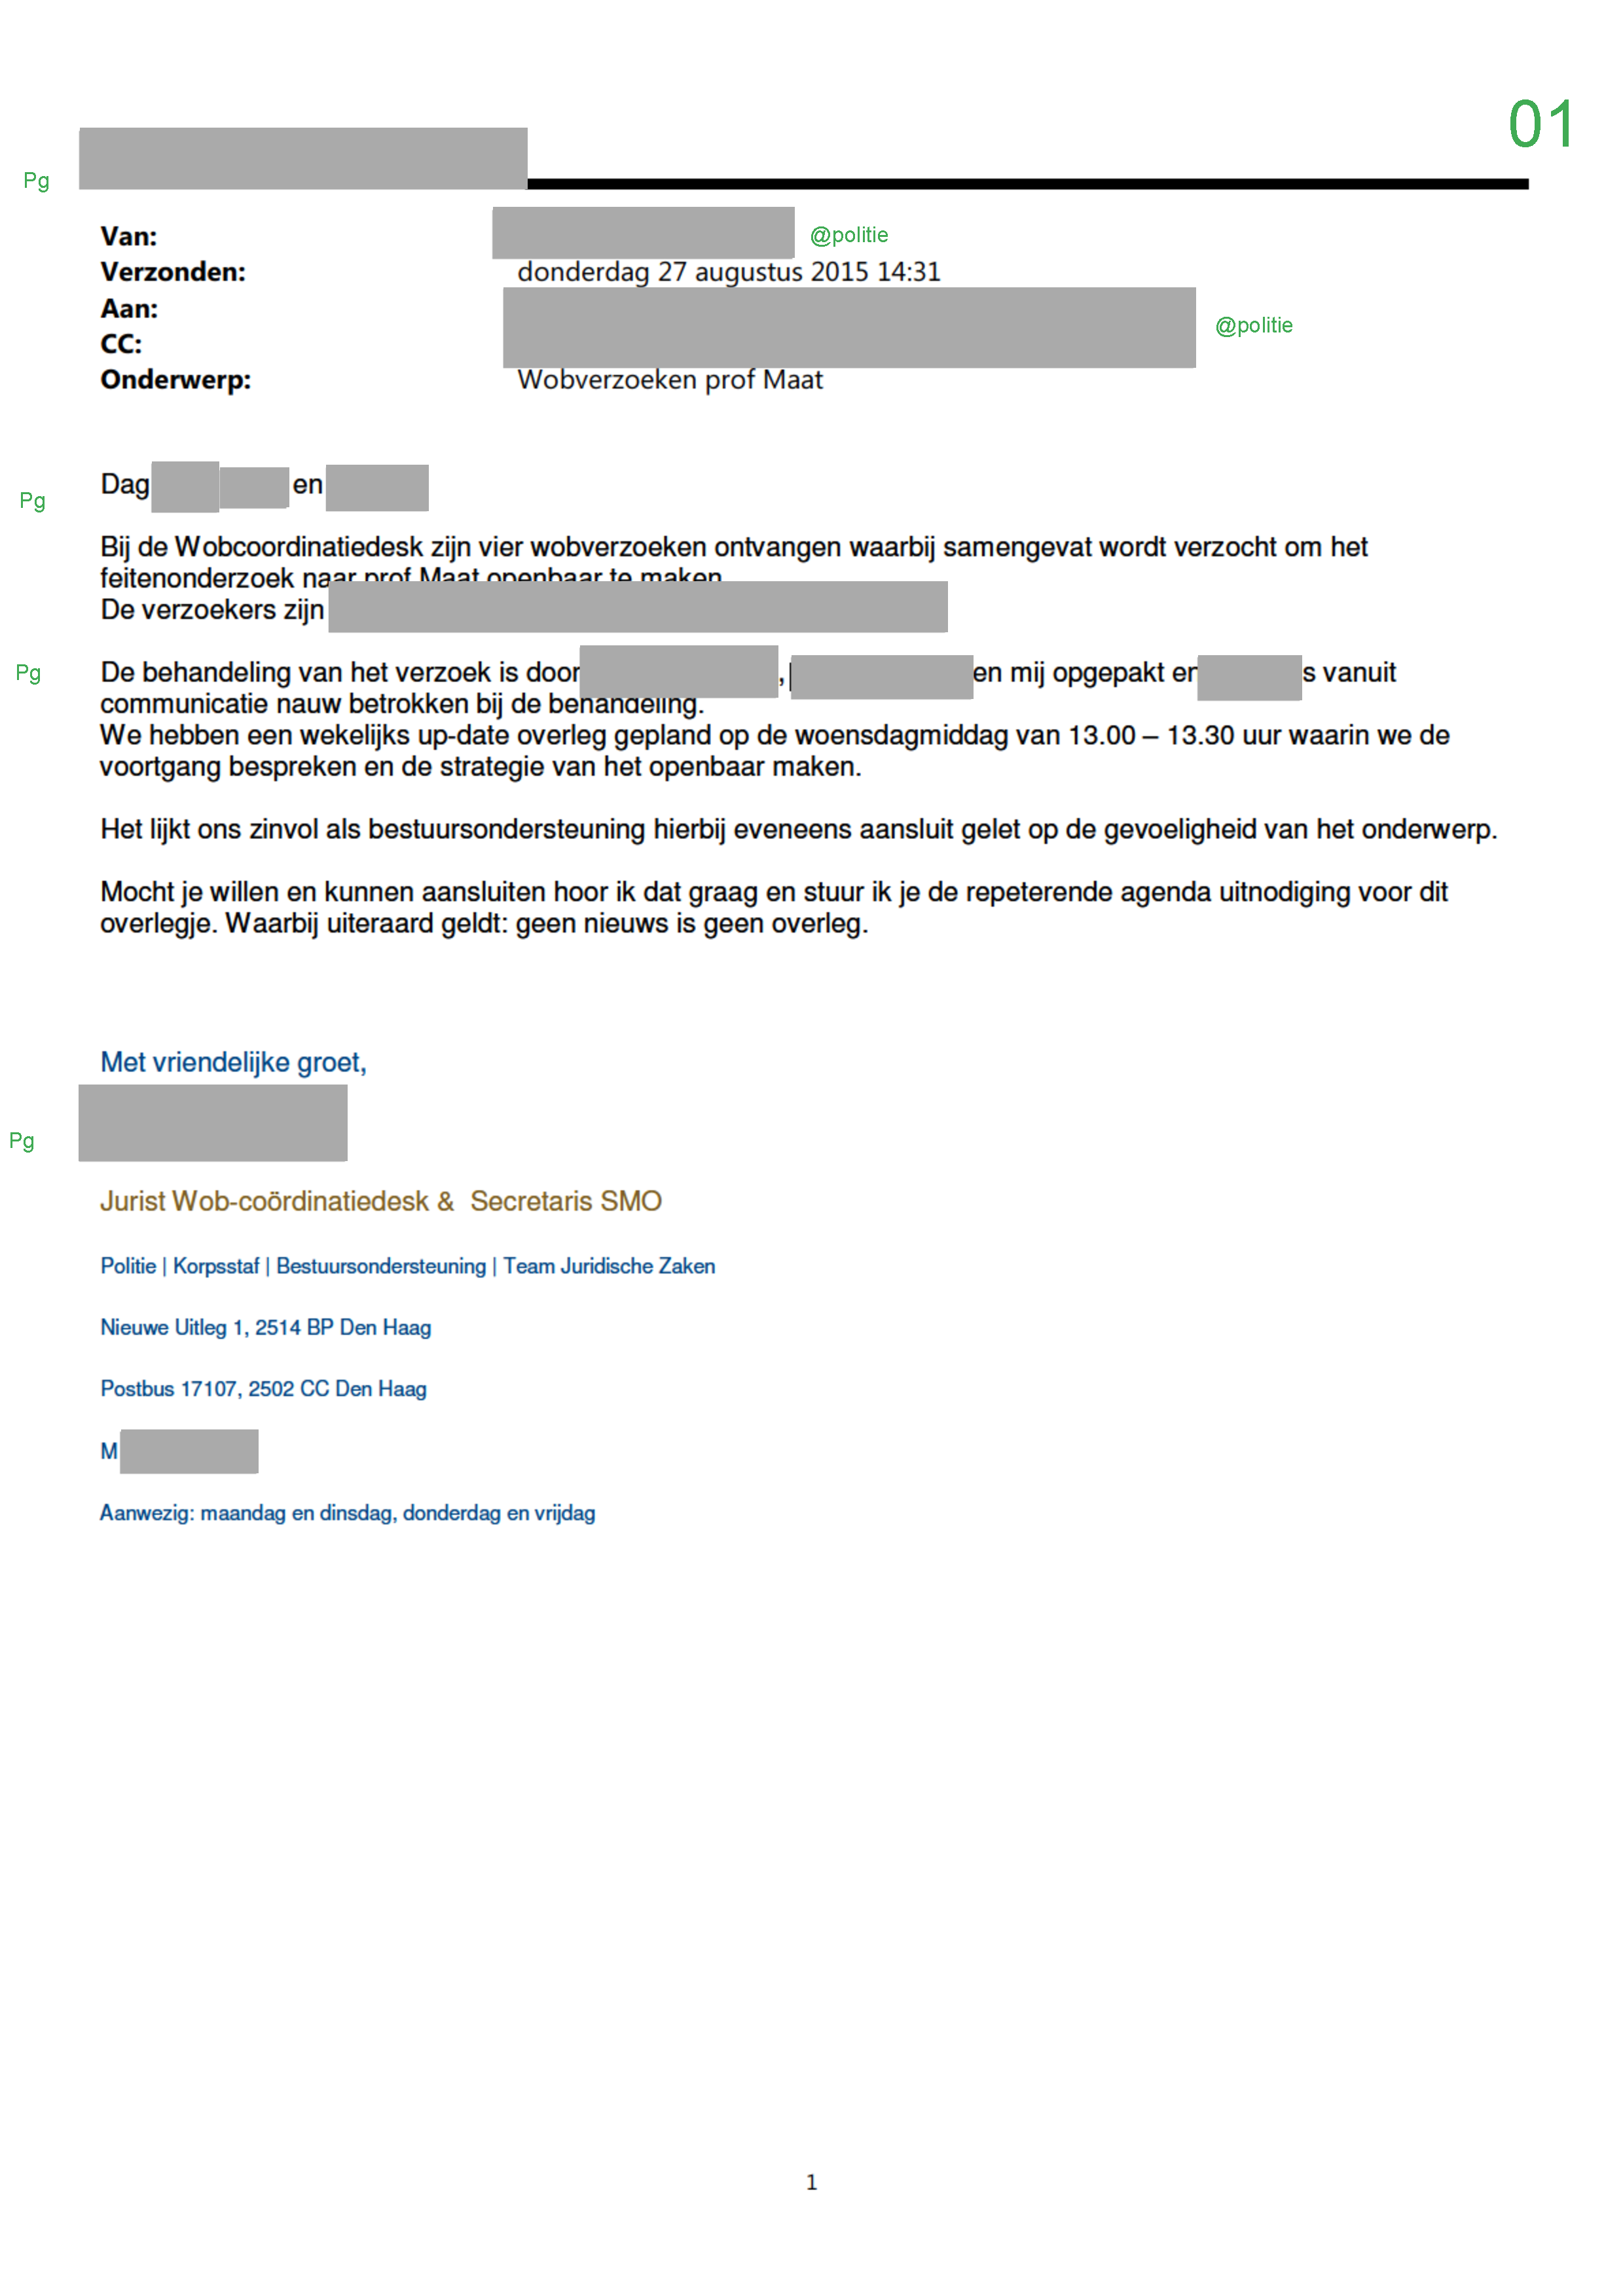 01
Pg
Van: @politie
Verzonden: donderdag 27 augustus 2015 14:31
Aan: @politie
CC:
Onderwerp: Wobverzoeken prof Maat
Dag en
Pg
Bij de Wobcoordinatiedesk zijn vier wobverzoeken ontvangen waarbij samengevat wordt verzocht om het
feitenonderzoek naar prof Maat openbaar te maken
De verzoekers zijn
Pg De behandeling van het verzoek is door , en mij opgepakt en s vanuit
communicatie nauw betrokken bij de behandeling.
We hebben een wekelijks up-date overleg gepland op de woensdagmiddag van 13.00 – 13.30 uur waarin we de
voortgang bespreken en de strategie van het openbaar maken.
Het lijkt ons zinvol als bestuursondersteuning hierbij eveneens aansluit gelet op de gevoeligheid van het onderwerp.
Mocht je willen en kunnen aansluiten hoor ik dat graag en stuur ik je de repeterende agenda uitnodiging voor dit
overlegje. Waarbij uiteraard geldt: geen nieuws is geen overleg.
Met vriendelijke groet,
Pg
Jurist Wob-coördinatiedesk & Secretaris SMO
Politie | Korpsstaf | Bestuursondersteuning | Team Juridische Zaken
Nieuwe Uitleg 1, 2514 BP Den Haag
Postbus 17107, 2502 CC Den Haag
M
Aanwezig: maandag en dinsdag, donderdag en vrijdag
1